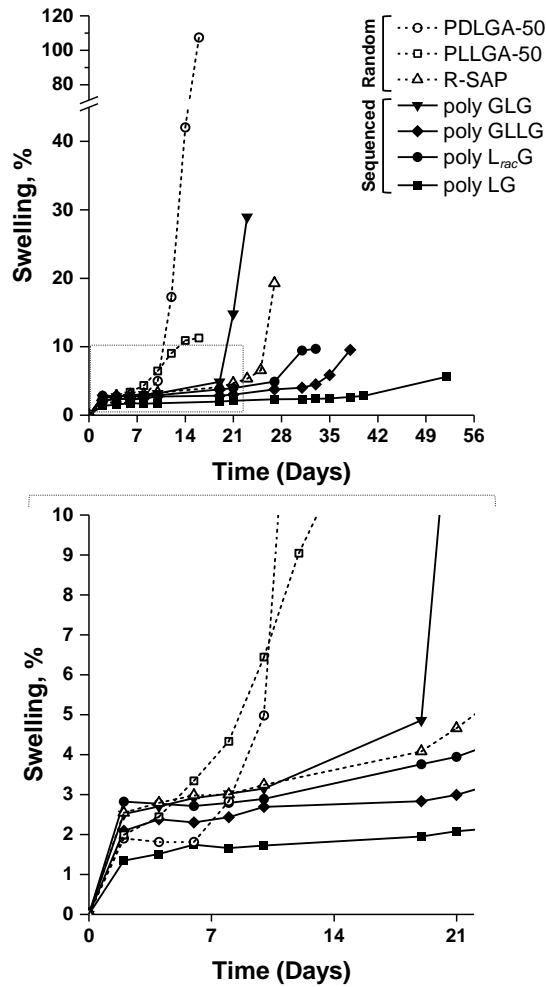 120
100
80
40
30
20
10
0
Swelling, %
0 7 14 21 28 35 42 49 56
Time (Days)
Random
PDLGA-50
PLLGA-50
R-SAP
Sequenced
poly GLG
poly GLLG
poly LracG
poly LG
10
9
8
7
6
5
4
3
2
1
0
Swelling, %
0 7 14 21
Time (Days)